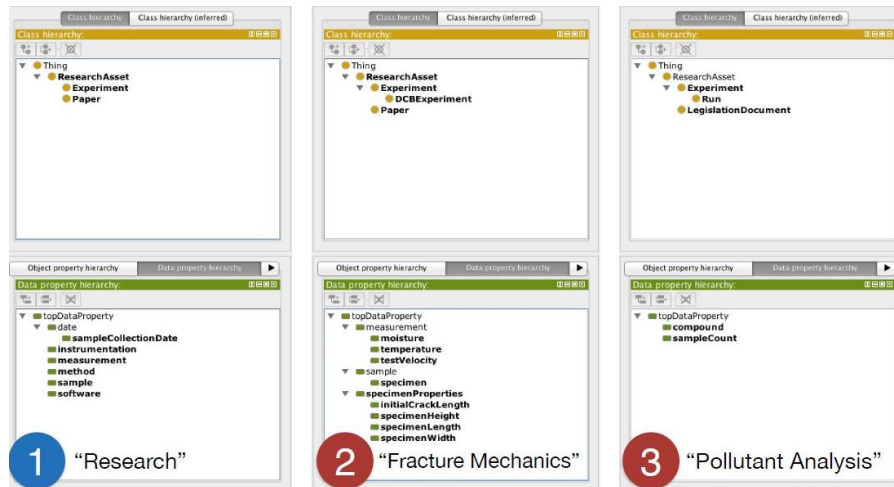 Class hierarchy
Class hierarchy (inferred)
Class hierarchy:
Thing
ResearchAsset
Experiment
Paper
Object property hierarchy
Data property hierarchy
Data property hierarchy:
topDataProperty
date
sampleCollectionDate
instrumentation
measurement
method
sample
software
1
"Research"
Class hierarchy
Class hierarchy (inferred)
Class hierarchy:
Thing
ResearchAsset
Experiment
DCBExperiment
Paper
Object property hierarchy
Data property hierarchy
Data property hierarchy:
topDataProperty
measurement
moisture
temperature
testVelocity
sample
specimen
specimenProperties
initialCrackLength
specimenHeight
specimenLength
specimenWidth
2
"Fracture Mechanics"
Class hierarchy
Class hierarchy (inferred)
Class hierarchy:
Thing
ResearchAsset
Experiment
Run
LegislationDocument
Object property hierarchy
Data property hierarchy
Data property hierarchy:
topDataProperty
compound
sampleCount
3
"Pollutant Analysis"